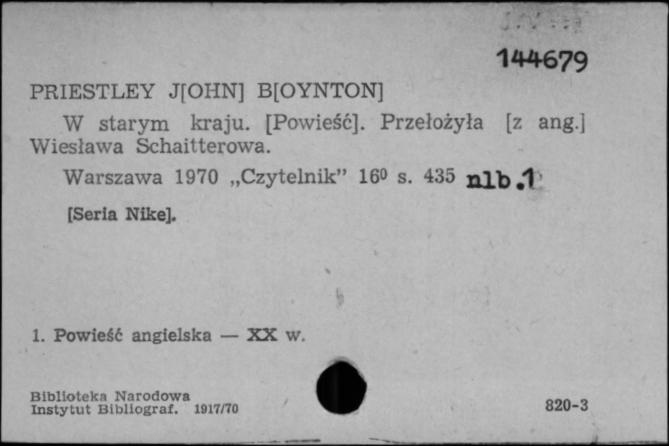 144679
PRIESTLEY J[OHN] B[OYNTON]
W starym kraju. [Powieść]. Przełożyła [z ang.]
Wiesława Schaitterowa.
Warszawa 1970 „Czytelnik” 16⁰ s. 435 nlb.1
[Seria Nike].
1. Powieść angielska — XX w.
Biblioteka Narodowa
Instytut Bibliograf. 1917/70
820-3